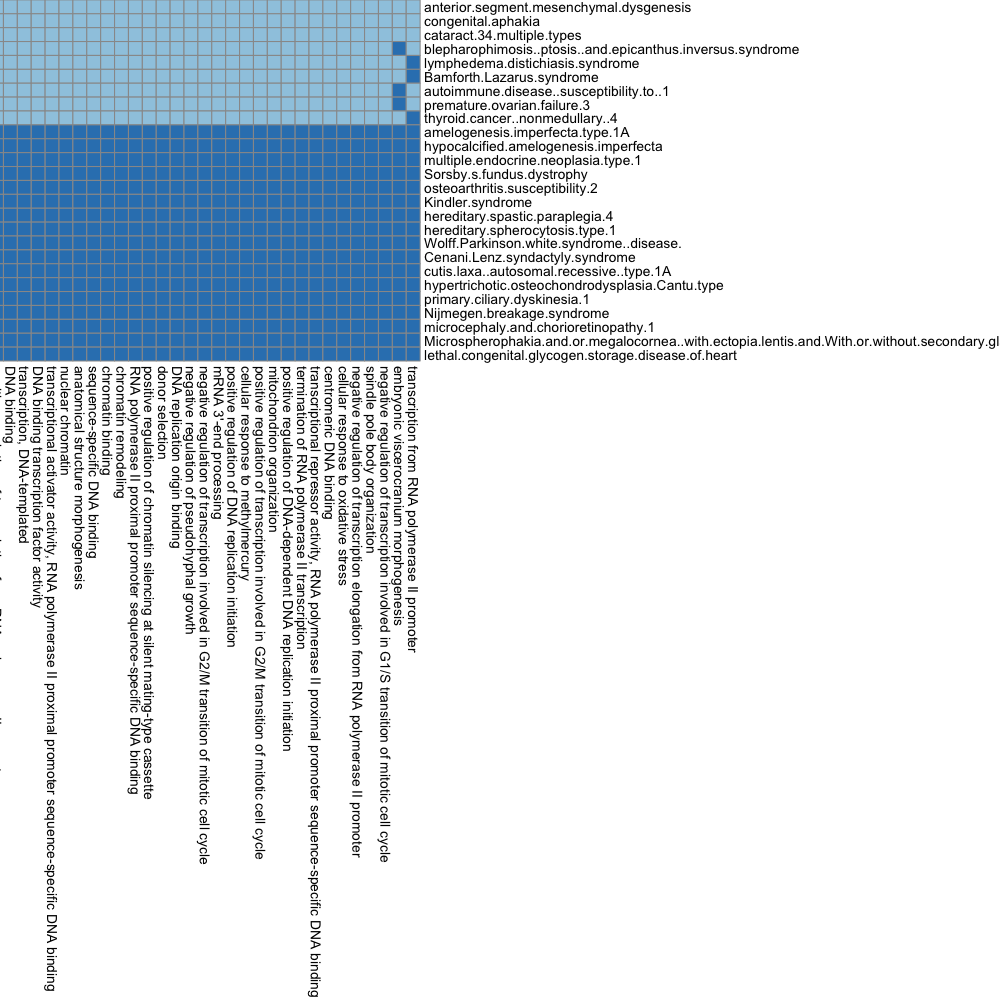 anterior.segment.mesenchymal.dysgenesis
congenital.aphakia
cataract.34.multiple.types
blepharophimosis..ptosis..and.epicanthus.inversus.syndrome
lymphedema.distichiasis.syndrome
Bamforth.Lazarus.syndrome
autoimmune.disease..susceptibility.to..1
premature.ovarian.failure.3
thyroid.cancer..nonmedullary..4
amelogenesis.imperfecta.type.1A
hypocalcified.amelogenesis.imperfecta
multiple.endocrine.neoplasia.type.1
Sorsby.s.fundus.dystrophy
osteoarthritis.susceptibility.2
Kindler.syndrome
hereditary.spastic.paraplegia.4
hereditary.spherocytosis.type.1
Wolff.Parkinson.white.syndrome..disease.
Cenani.Lenz.syndactyly.syndrome
cutis.laxa..autosomal.recessive..type.1A
hypertrichotic.osteochondrodysplasia.Cantu.type
primary.ciliary.dyskinesia.1
Nijmegen.breakage.syndrome
microcephaly.and.chorioretinopathy.1
Microspherophakia.and.or.megalocornea..with.ectopia.lentis.and.With.or.without.secondary.gl
lethal.congenital.glycogen.storage.disease.of.heart
DNA binding
transcription, DNA-templated
DNA binding transcription factor activity
transcriptional activator activity, RNA polymerase II proximal promoter sequence-specific DNA binding
nuclear chromatin
anatomical structure morphogenesis
sequence-specific DNA binding
chromatin binding
chromatin remodeling
RNA polymerase II proximal promoter sequence-specific DNA binding
positive regulation of chromatin silencing at silent mating-type cassette
donor selection
DNA replication origin binding
negative regulation of pseudohyphal growth
negative regulation of transcription involved in G2/M transition of mitotic cell cycle
mRNA 3'-end processing
positive regulation of DNA replication initiation
cellular response to methylmercury
positive regulation of transcription involved in G2/M transition of mitotic cell cycle
mitochondrion organization
positive regulation of DNA-dependent DNA replication initiation
termination of RNA polymerase II transcription
transcriptional repressor activity, RNA polymerase II proximal promoter sequence-specific DNA binding
centromeric DNA binding
cellular response to oxidative stress
negative regulation of transcription elongation from RNA polymerase II promoter
spindle pole body organization
negative regulation of transcription involved in G1/S transition of mitotic cell cycle
embryonic viscerocranium morphogenesis
transcription from RNA polymerase II promoter